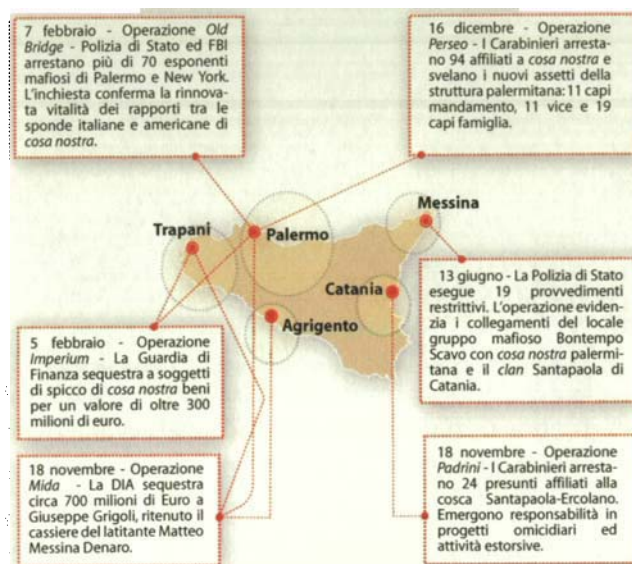 7 febbraio - Operazione Old
Bridge - Polizia di Stato ed FBI
arrestano più di 70 esponenti
mafiosi di Palermo e New York.
L'inchiesta conferma la rinnova-
ta vitalità dei rapporti tra le
sponde italiane e americane di
cosa nostra.
16 dicembre - Operazione
Perseo - I Carabinieri arresta-
no 94 affiliati a cosa nostra e
svelano i nuovi assetti della
struttura palermitana: 11 capi
mandamento, 11 vice e 19
capi famiglia.
Messina
Trapani
Palermo
Catania
Agrigento
13 giugno - La Polizia di Stato
esegue 19 provvedimenti
restrittivi. L'operazione eviden-
zia i collegamenti del locale
gruppo mafioso Bontempo
Scavo con cosa nostra palermi-
tana e il clan Santapaola di
Catania.
5 febbraio - Operazione
Imperium - La Guardia di
Finanza sequestra a soggetti
di spicco di cosa nostra beni
per un valore di oltre 300
milioni di euro.
18 novembre - Operazione
Mida - La DIA sequestra
circa 700 milioni di Euro a
Giuseppe Grigoli, ritenuto il
cassiere del latitante Matteo
Messina Denaro.
18 novembre - Operazione
Padrini - I Carabinieri arresta-
no 24 presunti affiliati alla
cosca Santapaola-Ercolano.
Emergono responsabilità in
progetti omicidiari ed
attività estorsive.